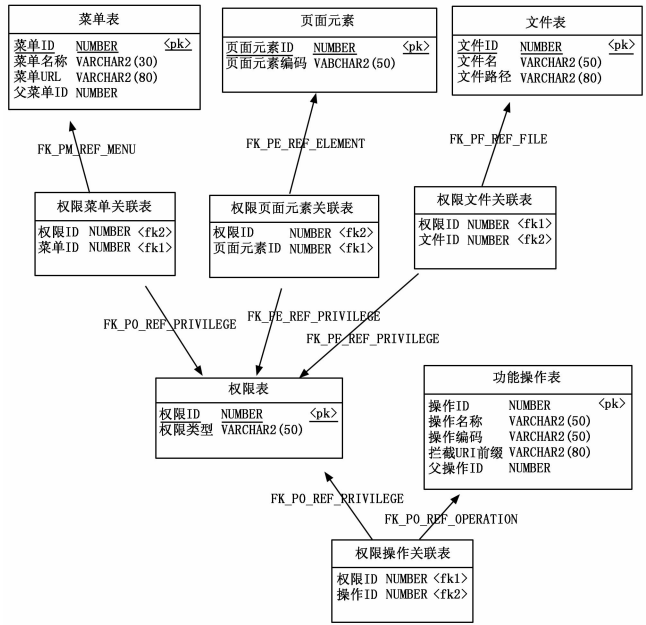 菜单表
菜单ID NUMBER <pk>
菜单名称 VARCHAR2(30)
菜单URL VARCHAR2(80)
父菜单ID NUMBER
页面元素
页面元素ID NUMBER <pk>
页面元素编码 VABCHAR2(50)
文件表
文件ID NUMBER <pk>
文件名 VARCHAR2(50)
文件路径 VARCHAR2(80)
FK_PM_REF_MENU
FK_PE_REF_ELEMENT
FK_PF_REF_FILE
权限菜单关联表
权限ID NUMBER <fk2>
菜单ID NUMBER <fk1>
权限页面元素关联表
权限ID NUMBER <fk2>
页面元素ID NUMBER <fk1>
权限文件关联表
权限ID NUMBER <fk1>
文件ID NUMBER <fk2>
FK_PO_REF_PRIVILEGE
FK_PE_REF_PRIVILEGE
FK_PE_REF_PRIVILEGE
权限表
权限ID NUMBER <pk>
权限类型 VARCHAR2(50)
功能操作表
操作ID NUMBER <pk>
操作名称 VARCHAR2(50)
操作编码 VARCHAR2(50)
拦截URI前缀 VARCHAR2(80)
父操作ID NUMBER
FK_PO_REF_PRIVILEGE
FK_PO_REF_OPERATION
权限操作关联表
权限ID NUMBER <fk1>
操作ID NUMBER <fk2>